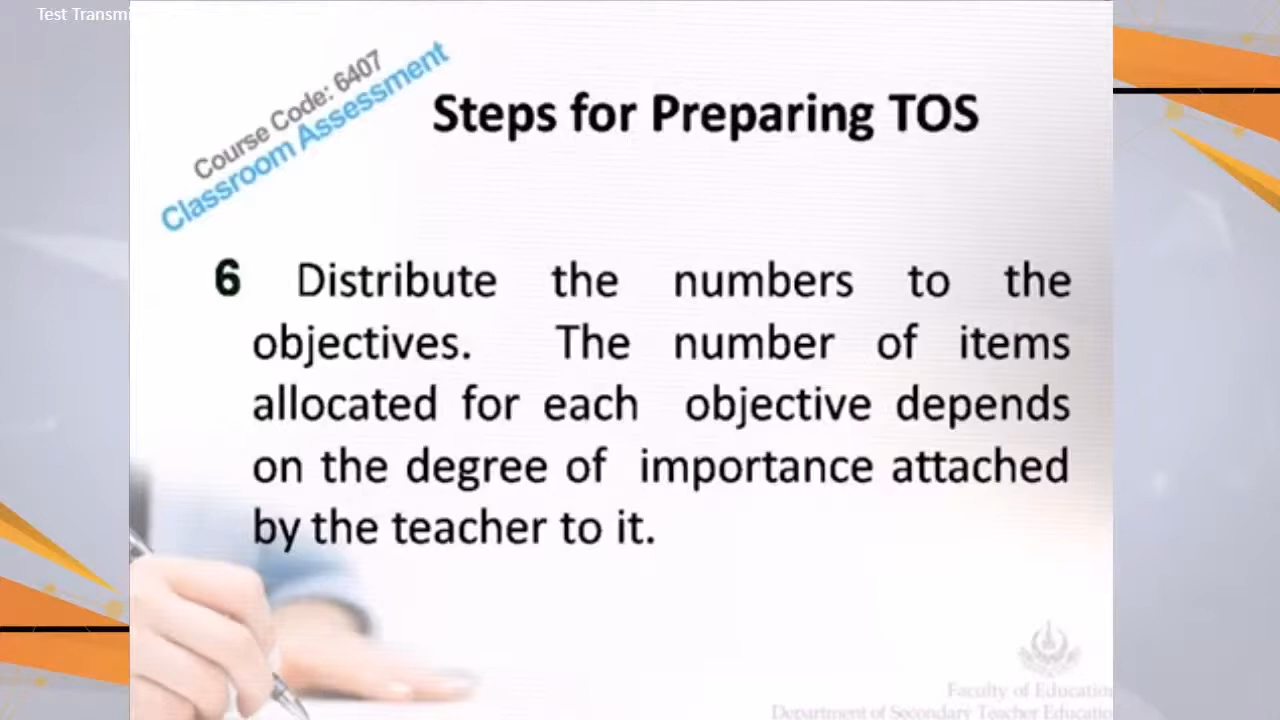 Test Transmi
Course Code: 6407
Classroom Assessment
Steps for Preparing TOS
6 Distribute the numbers to the
objectives. The number of items
allocated for each objective depends
on the degree of importance attached
by the teacher to it.
Faculty of Educatio
Department of Secondary Teacher Educatio